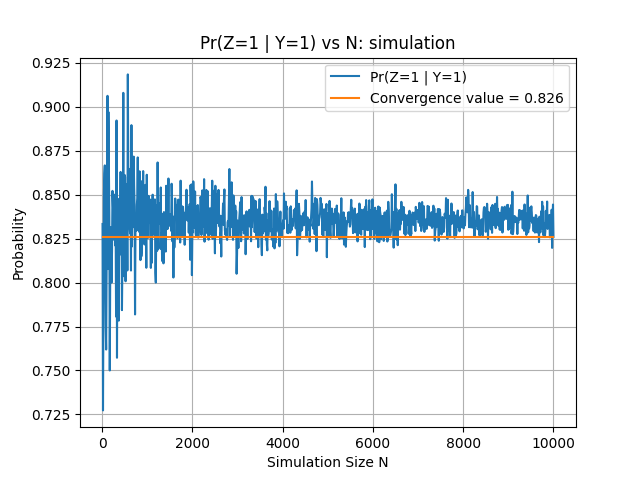 Pr(Z=1 | Y=1) vs N: simulation
Pr(Z=1 | Y=1)
Convergence value = 0.826
0.925
0.900
0.875
0.850
0.825
0.800
0.775
0.750
0.725
Probability
0 2000 4000 6000 8000 10000
Simulation Size N